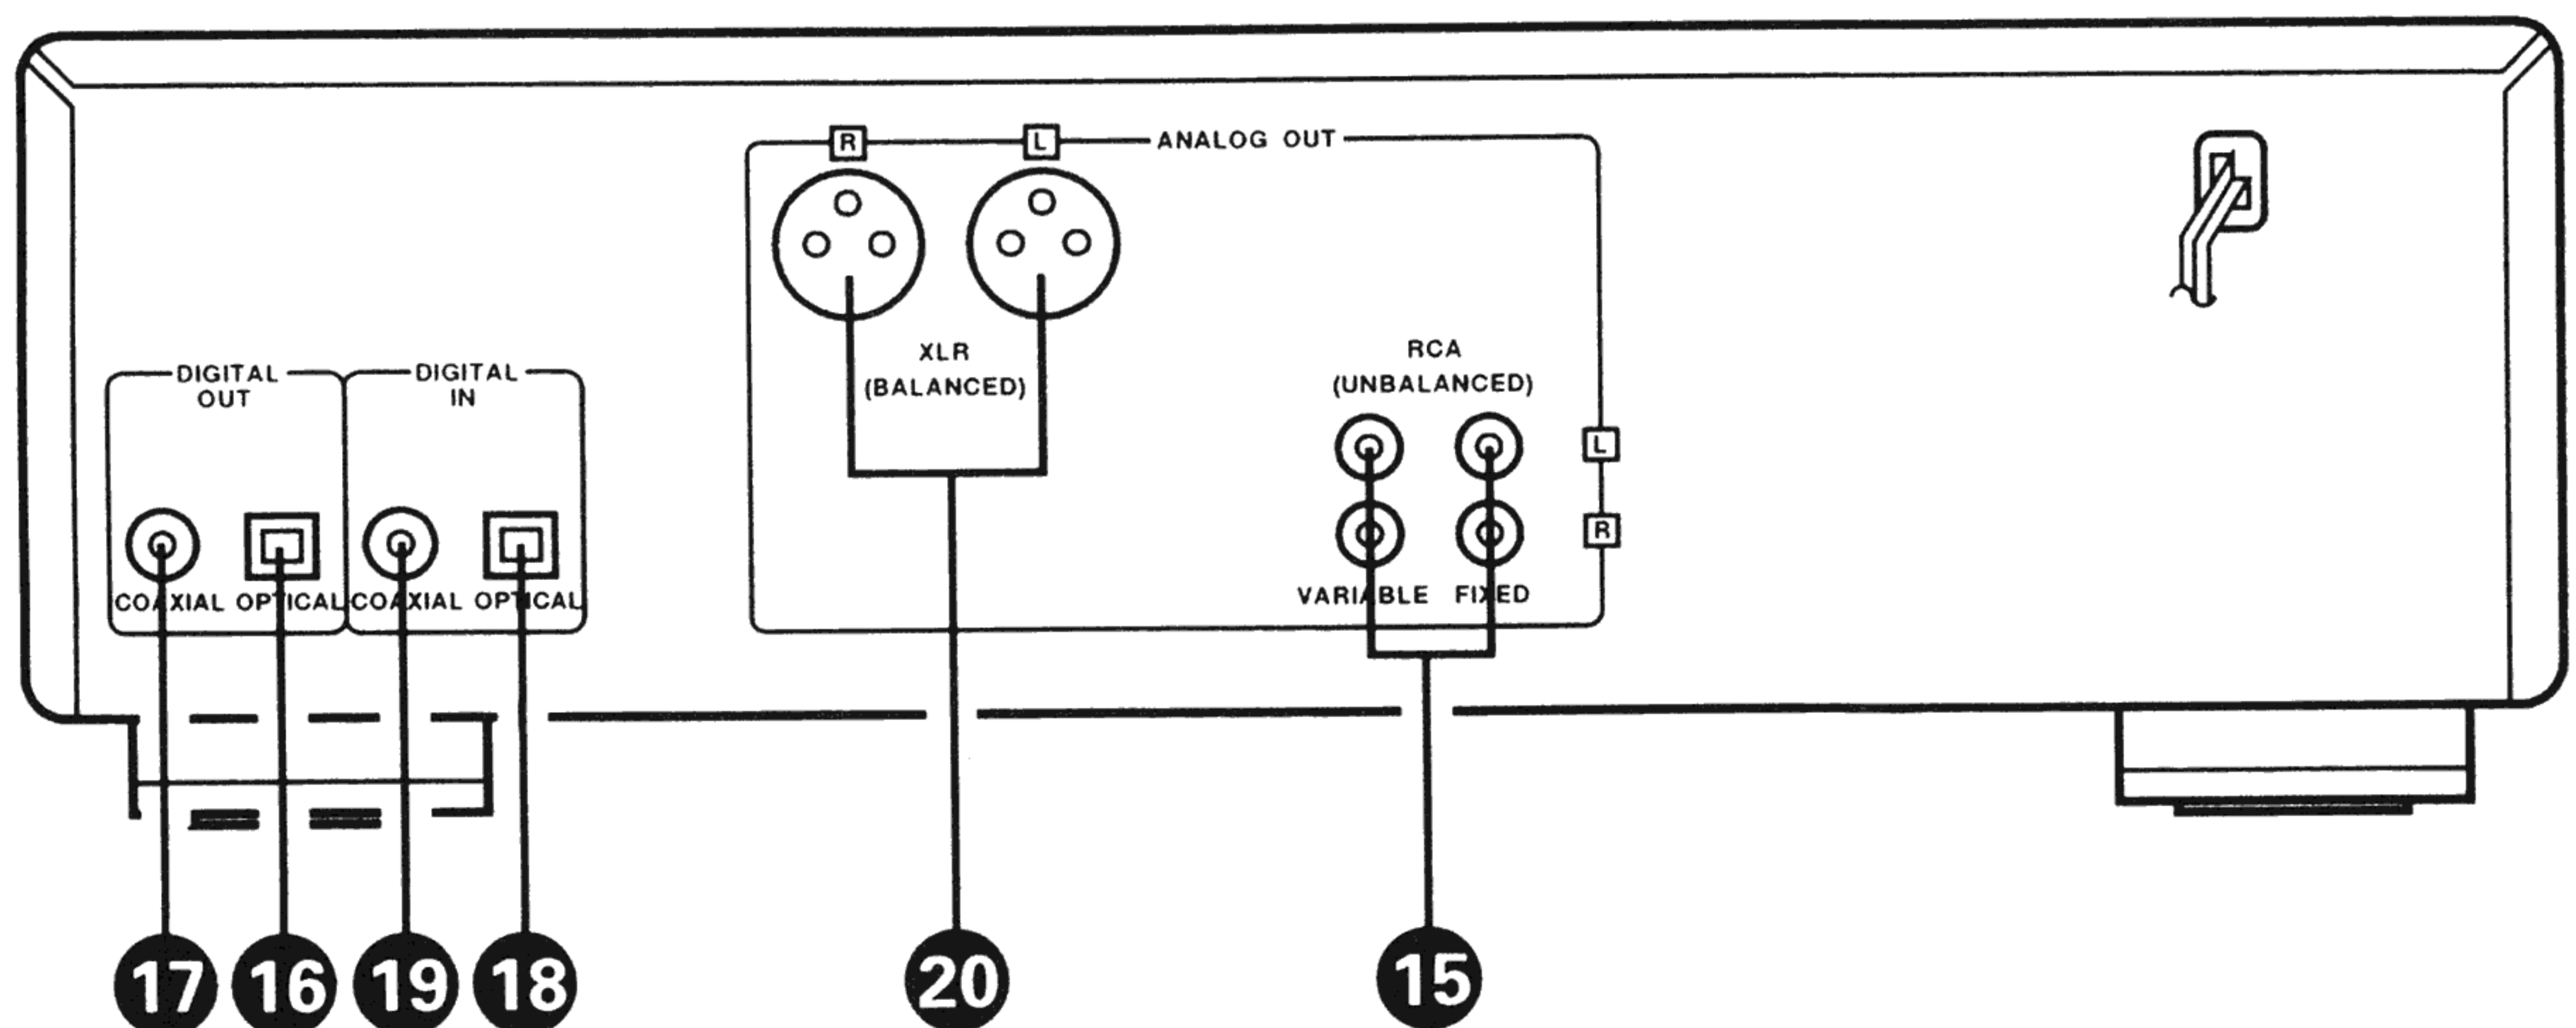 R L ANALOG OUT
XLR
(BALANCED)
RCA
(UNBALANCED)
DIGITAL
OUT
DIGITAL
IN
L
R
COAXIAL OPTICAL COAXIAL OPTICAL
VARIABLE FIXED
17 16 19 18 20 15